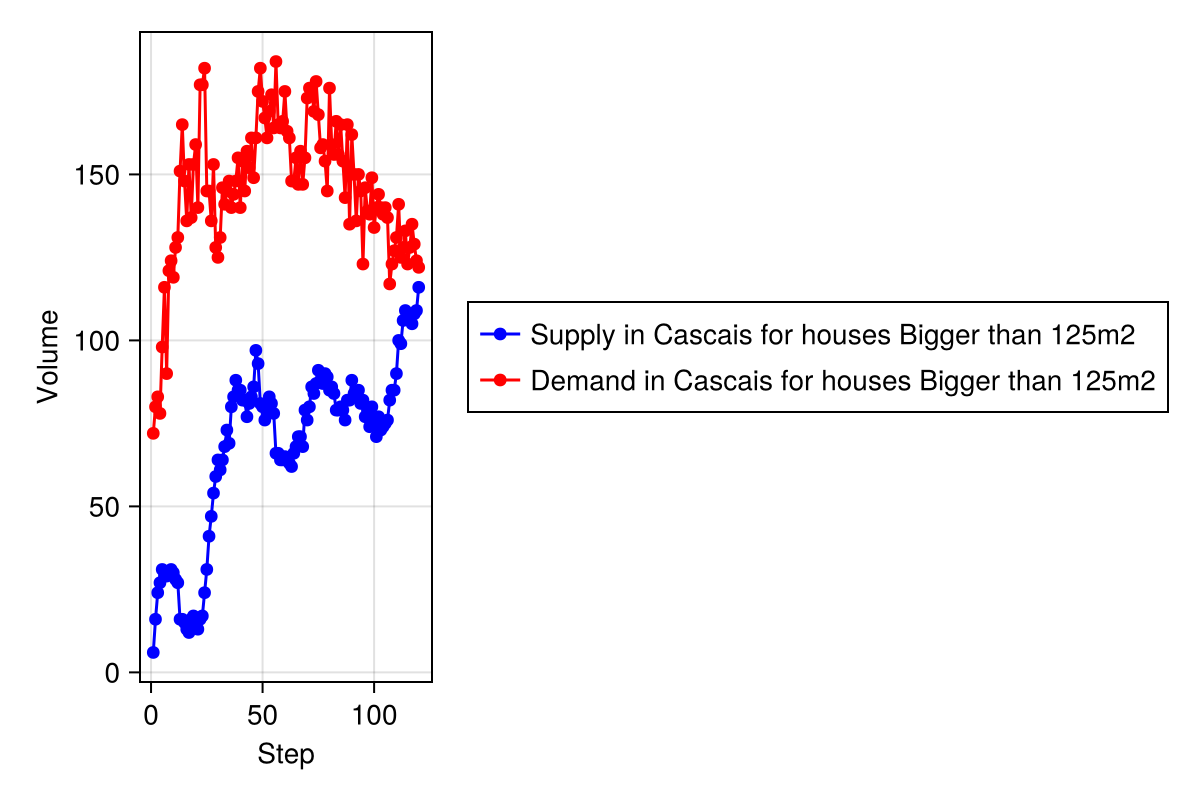 150
100
50
0
Volume
0 50 100
Step
Supply in Cascais for houses Bigger than 125m2
Demand in Cascais for houses Bigger than 125m2